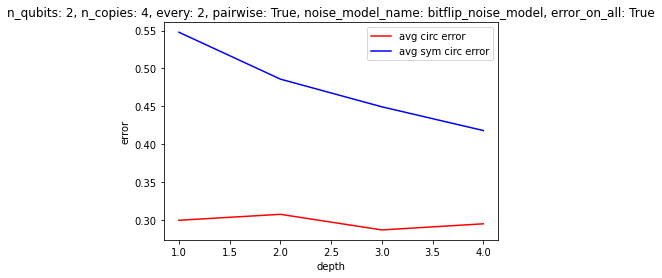 n_qubits: 2, n_copies: 4, every: 2, pairwise: True, noise_model_name: bitflip_noise_model, error_on_all: True
avg circ error
avg sym circ error
error
0.55
0.50
0.45
0.40
0.35
0.30
1.0 1.5 2.0 2.5 3.0 3.5 4.0
depth